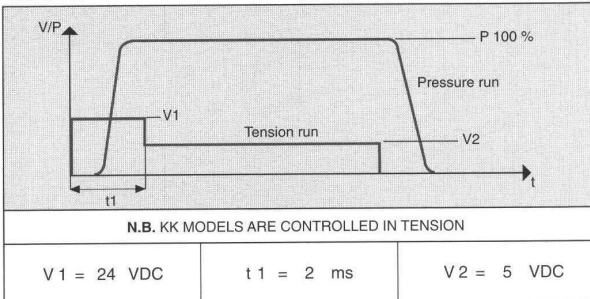 V/P
P 100 %
Pressure run
V1
Tension run
V2
t1
t
N.B. KK MODELS ARE CONTROLLED IN TENSION
V 1 = 24 VDC
t 1 = 2 ms
V 2 = 5 VDC